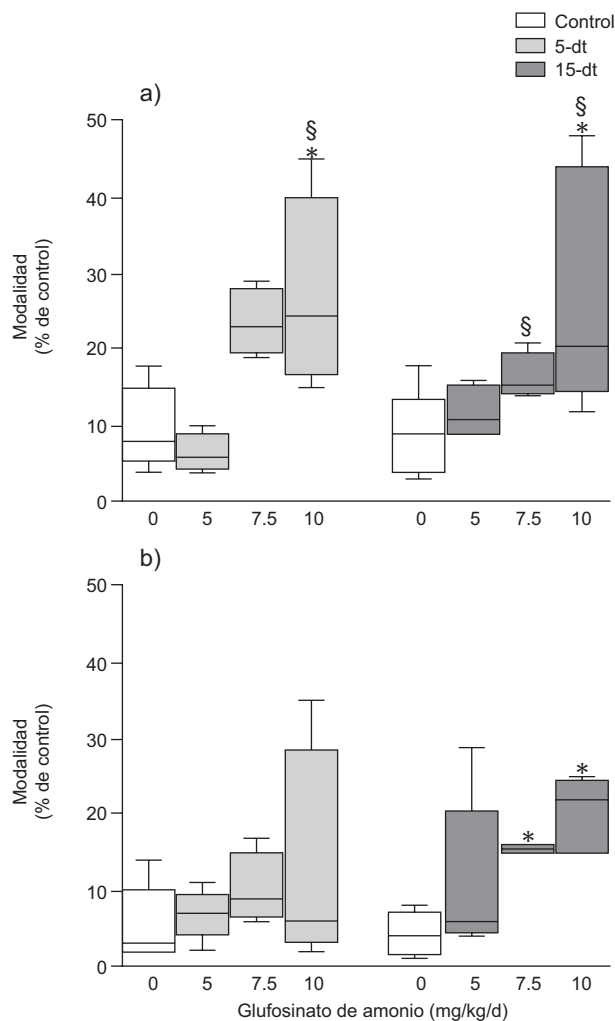 Control
5-dt
15-dt
a)
50
40
30
20
10
0
Modalidad
(% de control)
§
*
§
§
*
0 5 7.5 10 0 5 7.5 10
b)
50
40
30
20
10
0
Modalidad
(% de control)
*
*
0 5 7.5 10 0 5 7.5 10
Glufosinato de amonio (mg/kg/d)